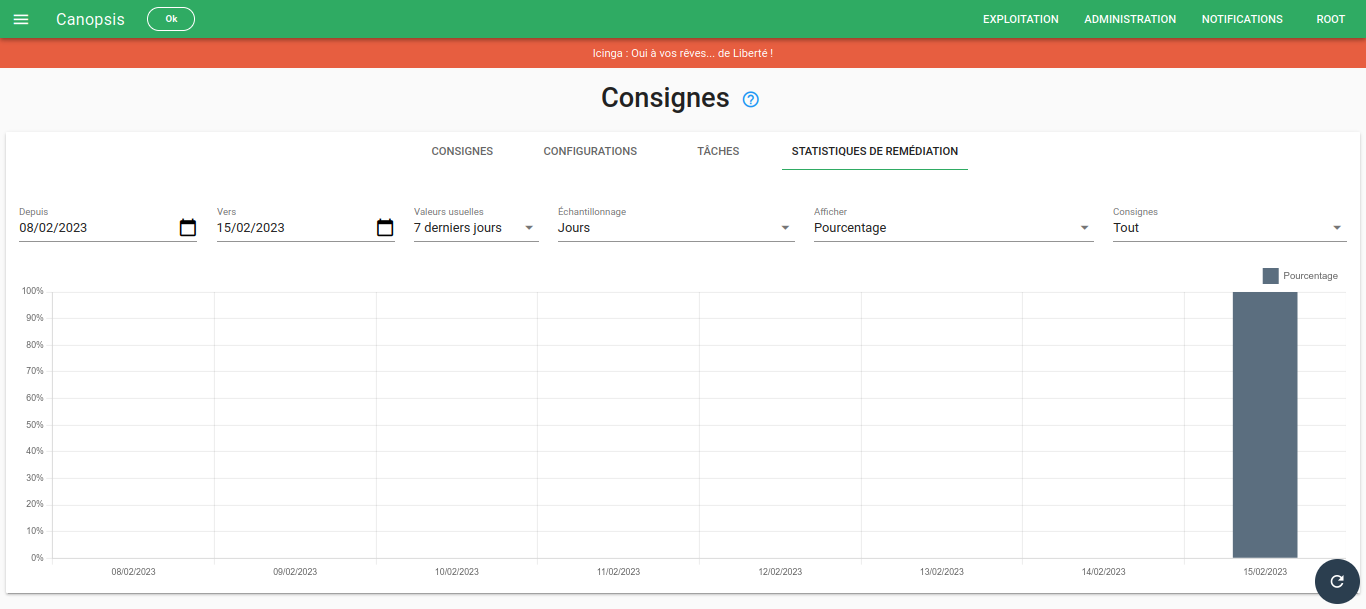 Canopsis
Ok
EXPLOITATION ADMINISTRATION NOTIFICATIONS ROOT
Icinga : Oui à vos rêves... de Liberté !
Consignes
CONSIGNES CONFIGURATIONS TÂCHES STATISTIQUES DE REMÉDIATION
Depuis Vers Valeurs usuelles Échantillonnage Afficher Consignes
08/02/2023 15/02/2023 7 derniers jours Jours Pourcentage Tout
Pourcentage
100%
90%
80%
70%
60%
50%
40%
30%
20%
10%
0%
08/02/2023 09/02/2023 10/02/2023 11/02/2023 12/02/2023 13/02/2023 14/02/2023 15/02/2023